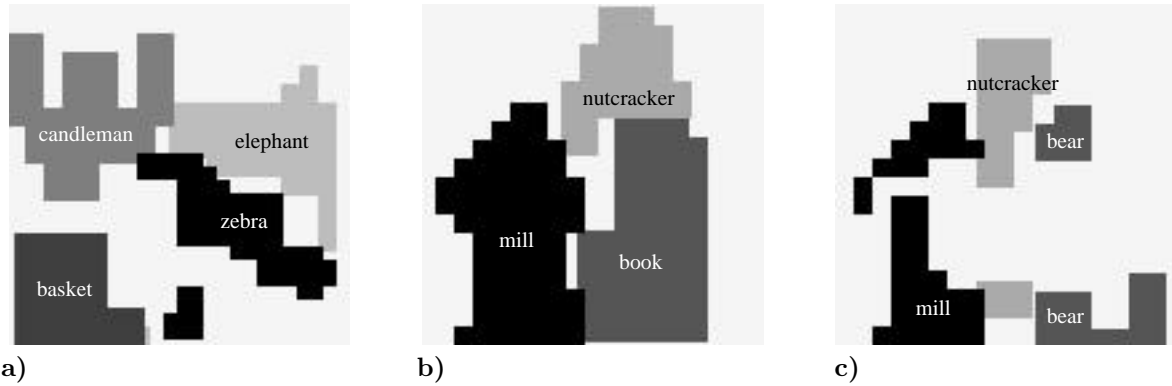 candleman
elephant
zebra
basket
a)
nutcracker
mill
book
b)
nutcracker
bear
mill
bear
c)